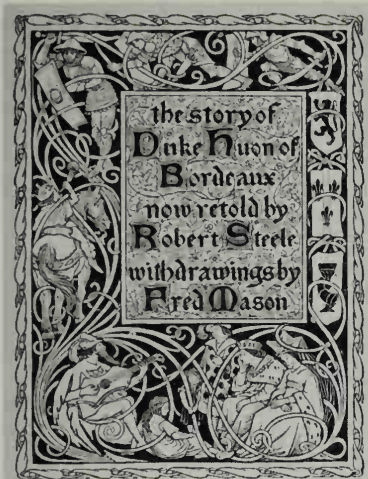 the story of
Duke Huon of
Bordeaux
now retold by
Robert Steele
with drawings by
Fred Mason